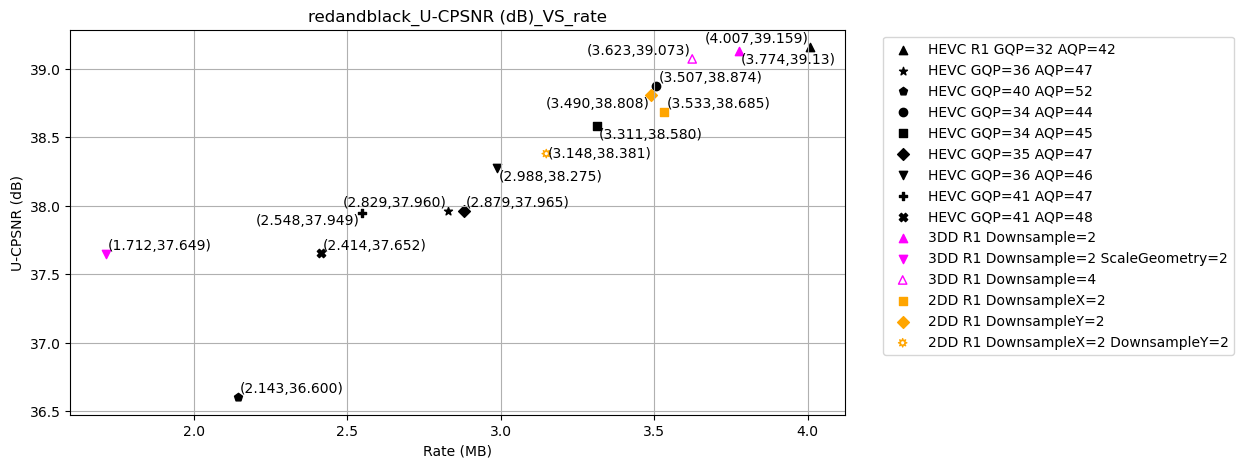 redandblack_U-CPSNR (dB)_VS_rate
(4.007,39.159)
(3.623,39.073)
(3.774,39.13)
(3.507,38.874)
(3.490,38.808)
(3.533,38.685)
(3.311,38.580)
(3.148,38.381)
(2.988,38.275)
(2.829,37.960)
(2.879,37.965)
(2.548,37.949)
(1.712,37.649)
(2.414,37.652)
(2.143,36.600)
39.0
38.5
38.0
37.5
37.0
36.5
U-CPSNR (dB)
2.0
2.5
3.0
3.5
4.0
Rate (MB)
HEVC R1 GQP=32 AQP=42
HEVC GQP=36 AQP=47
HEVC GQP=40 AQP=52
HEVC GQP=34 AQP=44
HEVC GQP=34 AQP=45
HEVC GQP=35 AQP=47
HEVC GQP=36 AQP=46
HEVC GQP=41 AQP=47
HEVC GQP=41 AQP=48
3DD R1 Downsample=2
3DD R1 Downsample=2 ScaleGeometry=2
3DD R1 Downsample=4
2DD R1 DownsampleX=2
2DD R1 DownsampleY=2
2DD R1 DownsampleX=2 DownsampleY=2